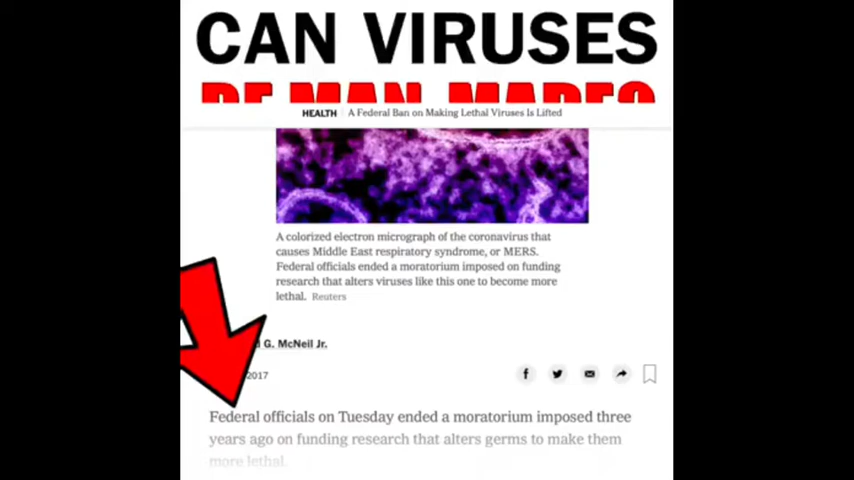 CAN VIRUSES
BE MAN MADE?
HEALTH | A Federal Ban on Making Lethal Viruses Is Lifted
A colorized electron micrograph of the coronavirus that
causes Middle East respiratory syndrome, or MERS.
Federal officials ended a moratorium imposed on funding
research that alters viruses like this one to become more
lethal. Reuters
G. McNeil Jr.
2017
Federal officials on Tuesday ended a moratorium imposed three
years ago on funding research that alters germs to make them
more lethal.